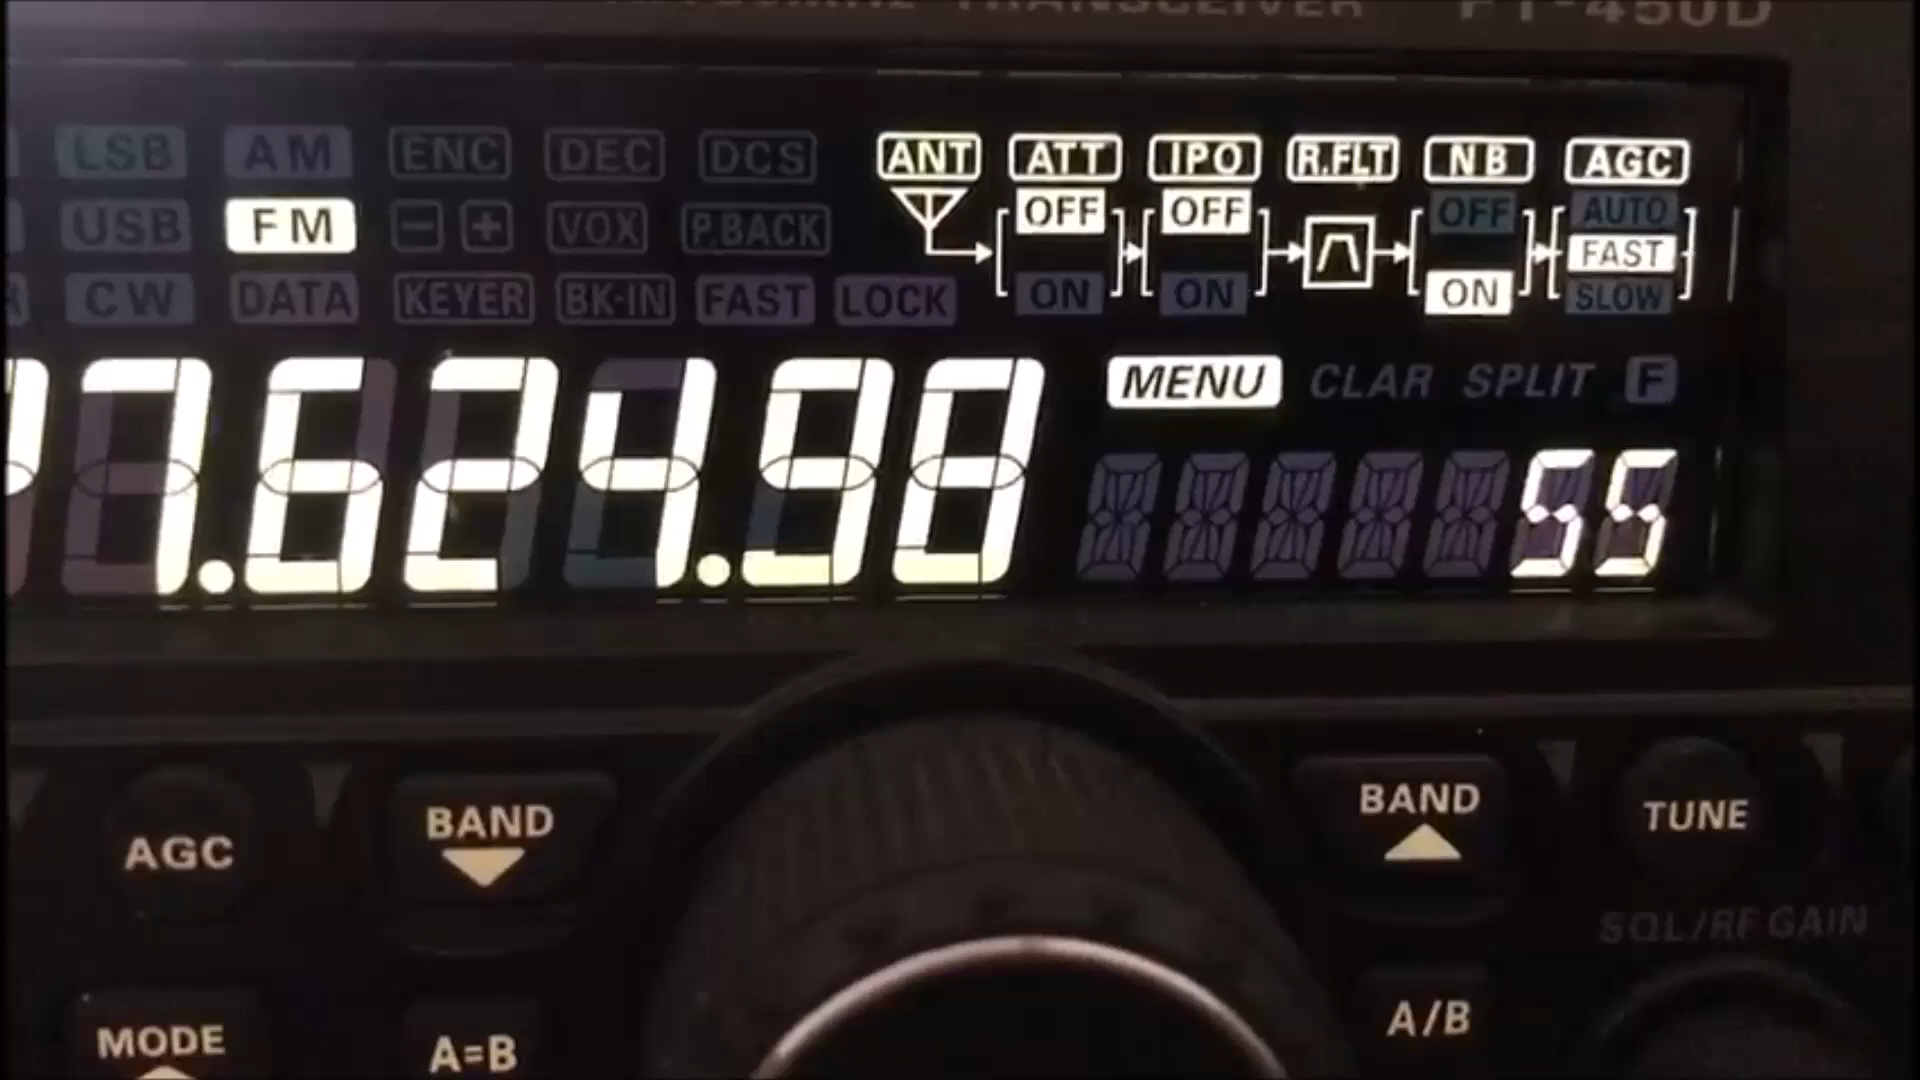 TRANSCEIVER FT-450D
LSB AM ENC DEC DCS ANT ATT IPO R.FLT NB AGC
USB FM - + VOX P.BACK OFF OFF OFF AUTO
FAST
CW DATA KEYER BK-IN FAST LOCK ON ON ON SLOW
7.624.98 MENU CLAR SPLIT F
55
AGC BAND BAND TUNE
SQL/RF GAIN
MODE A=B A/B